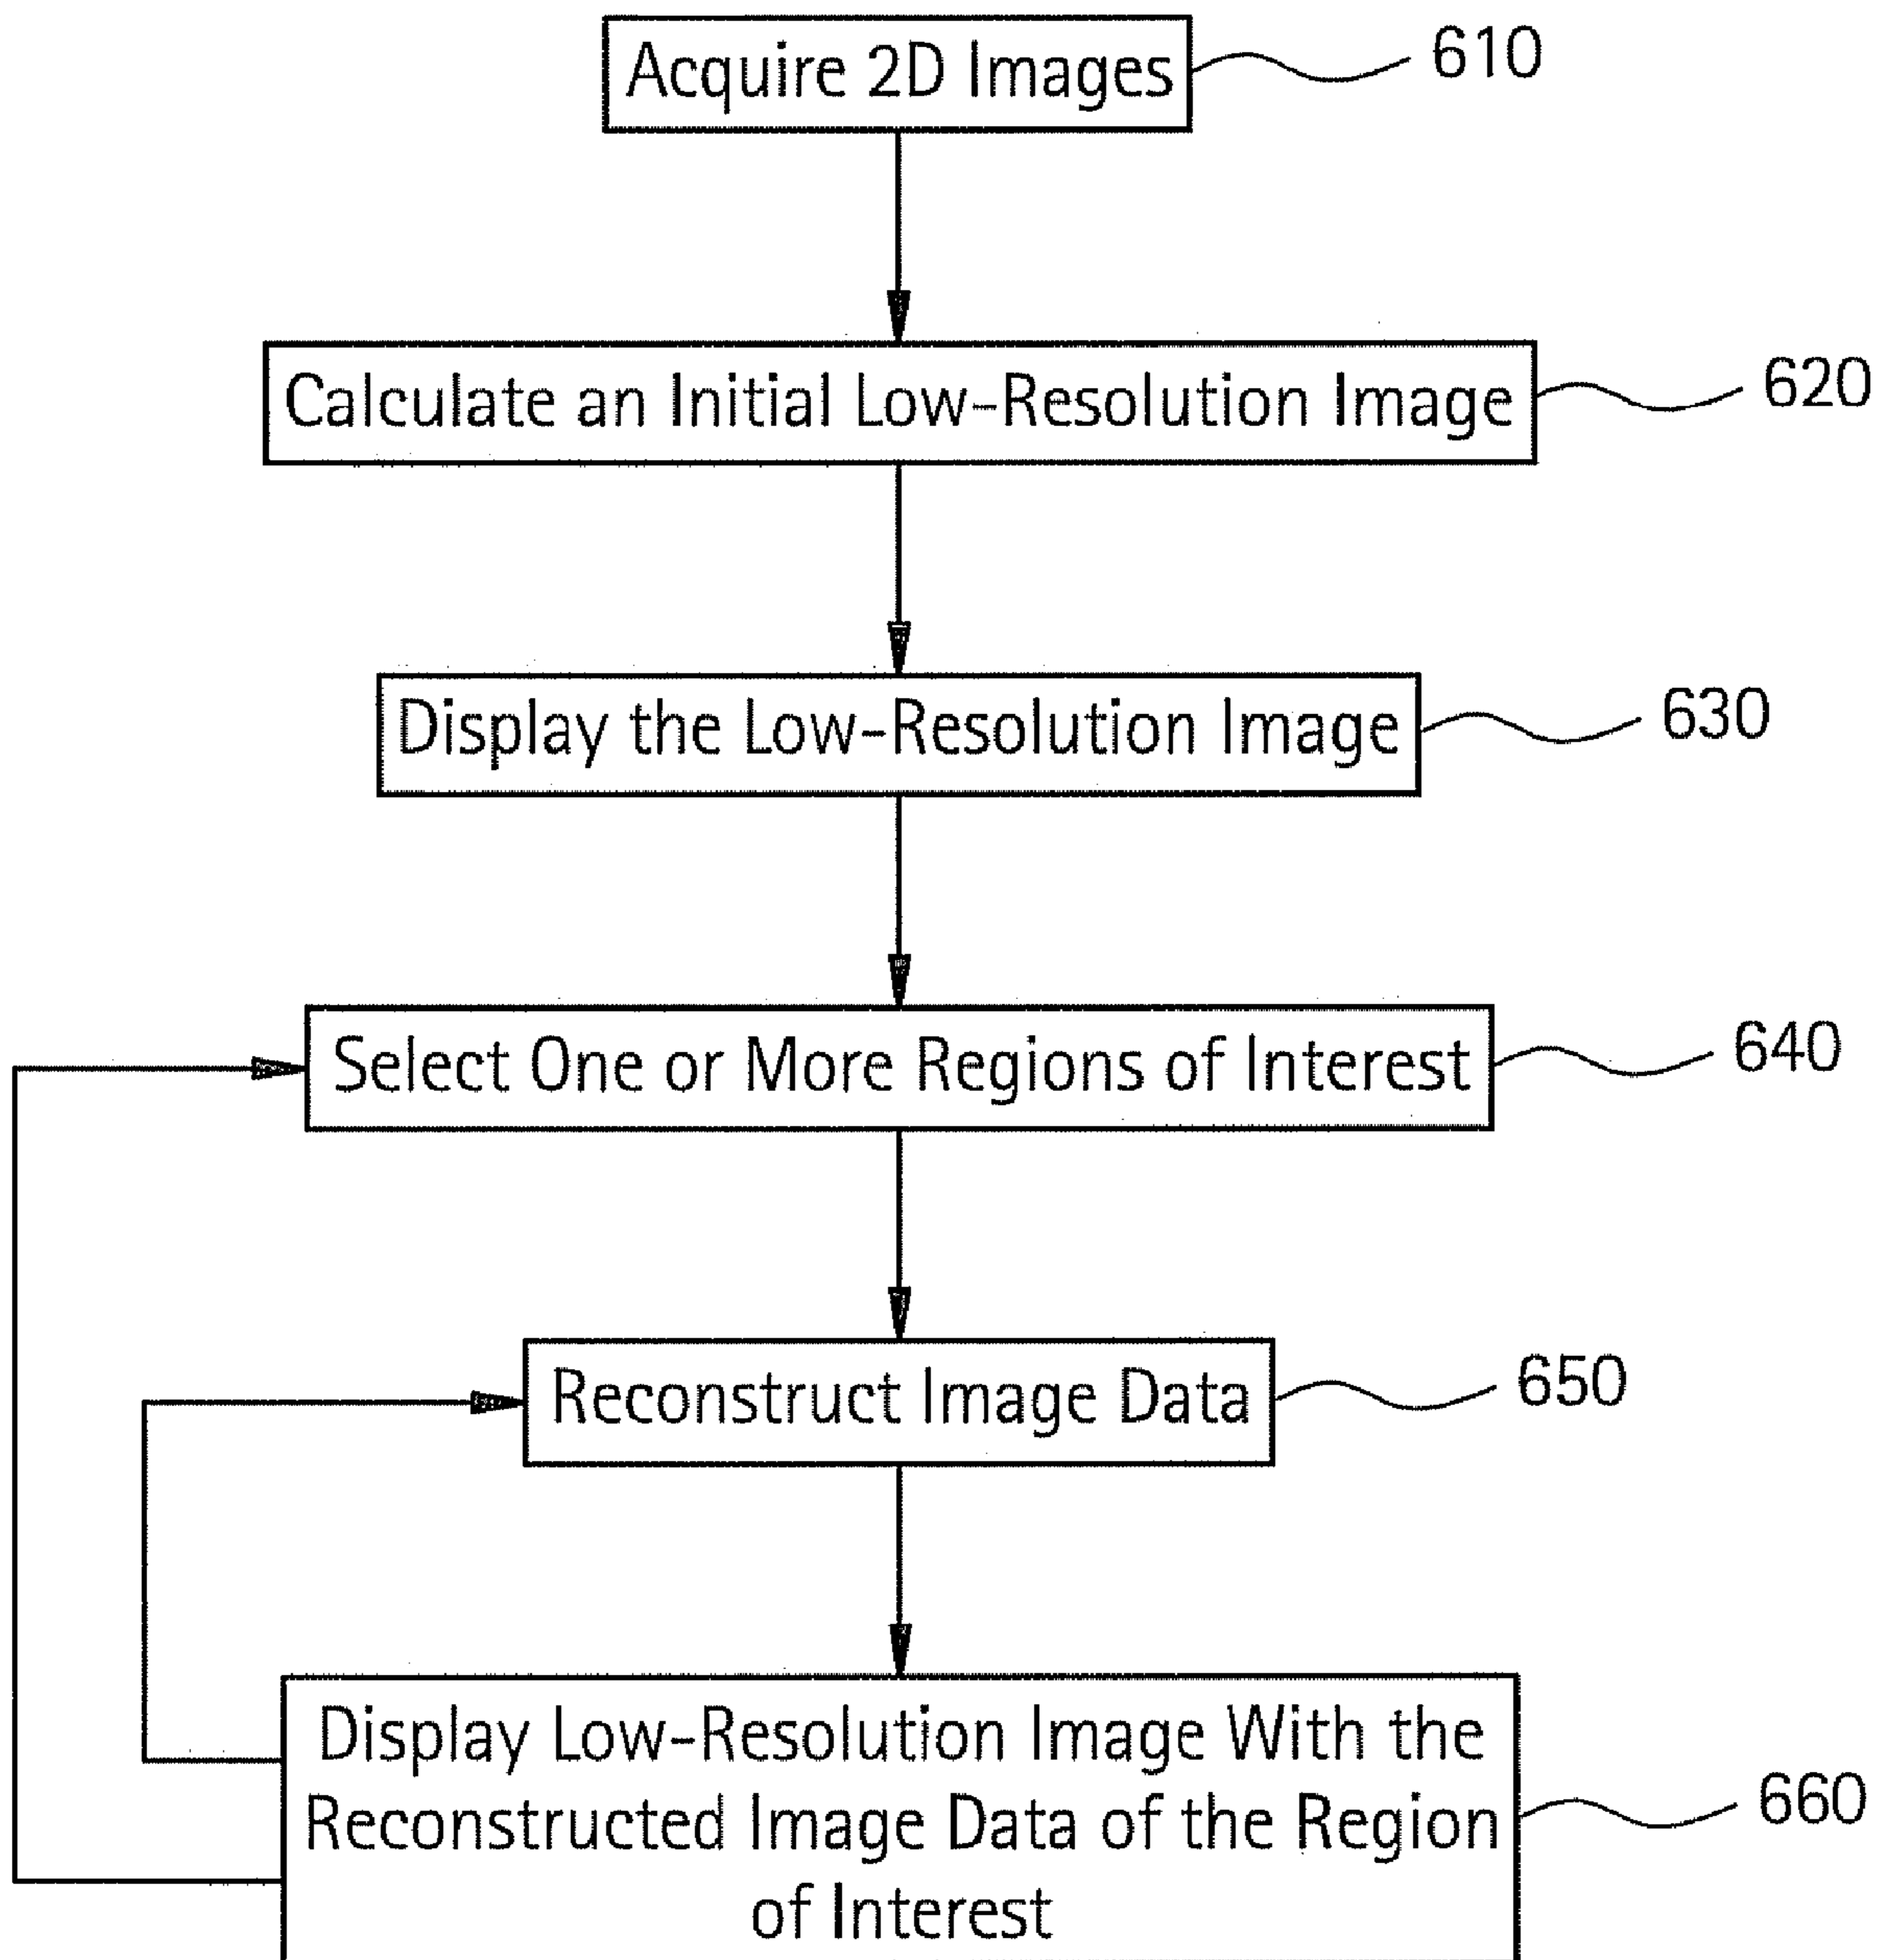 Acquire 2D Images
610
Calculate an Initial Low-Resolution Image
620
Display the Low-Resolution Image
630
Select One or More Regions of Interest
640
Reconstruct Image Data
650
Display Low-Resolution Image With the
Reconstructed Image Data of the Region
of Interest
660